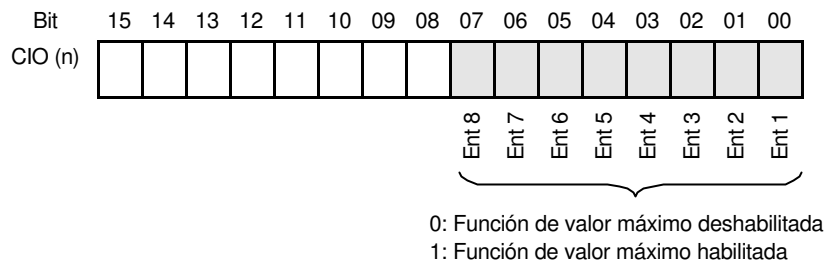 Bit 15 14 13 12 11 10 09 08 07 06 05 04 03 02 01 00
CIO (n)
Ent 8 Ent 7 Ent 6 Ent 5 Ent 4 Ent 3 Ent 2 Ent 1
0: Función de valor máximo deshabilitada
1: Función de valor máximo habilitada